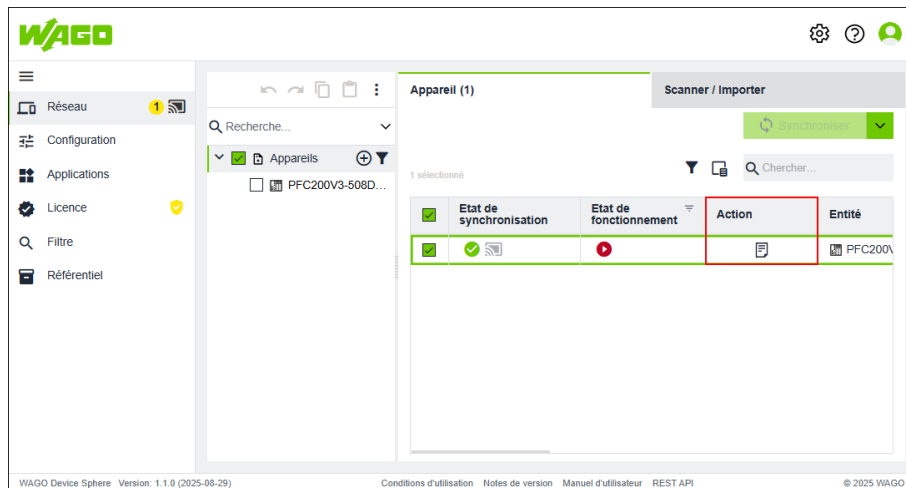 WAGO
Réseau
1
Configuration
Applications
Licence
Filtre
Référentiel
Recherche...
Appareils
PFC200V3-508D...
Appareil (1)
Scanner / Importer
Synchroniser
1 sélectionné
Chercher...
Etat de synchronisation
Etat de fonctionnement
Action
Entité
PFC200V
WAGO Device Sphere Version: 1.1.0 (2025-08-29)
Conditions d'utilisation Notes de version Manuel d'utilisateur REST API
© 2025 WAGO